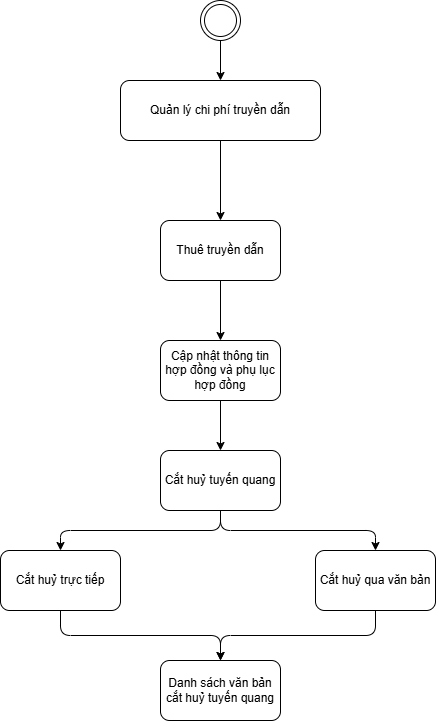 Quản lý chi phí truyền dẫn
Thuê truyền dẫn
Cập nhật thông tin
hợp đồng và phụ lục
hợp đồng
Cắt huỷ tuyến quang
Cắt huỷ trực tiếp
Cắt huỷ qua văn bản
Danh sách văn bản
cắt huỷ tuyến quang